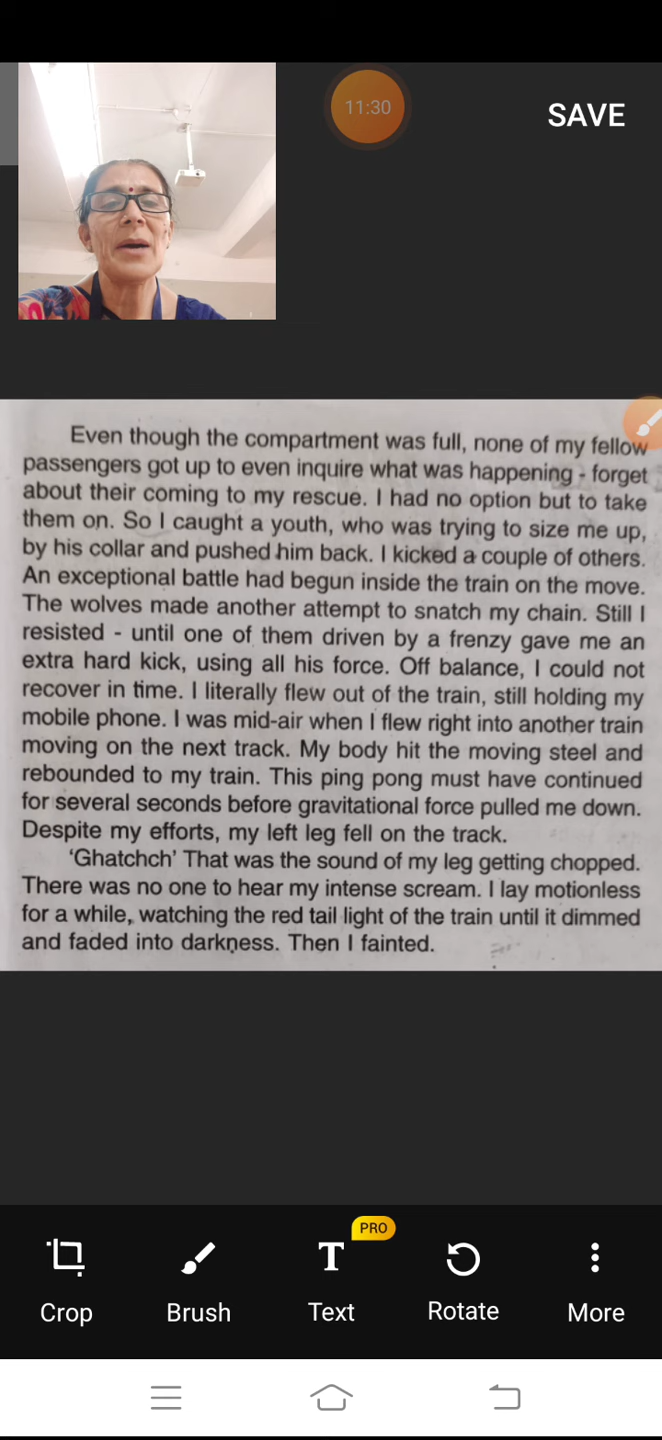 11:30
SAVE
Even though the compartment was full, none of my fellow
passengers got up to even inquire what was happening - forget
about their coming to my rescue. I had no option but to take
them on. So I caught a youth, who was trying to size me up,
by his collar and pushed him back. I kicked a couple of others.
An exceptional battle had begun inside the train on the move.
The wolves made another attempt to snatch my chain. Still I
resisted - until one of them driven by a frenzy gave me an
extra hard kick, using all his force. Off balance, I could not
recover in time. I literally flew out of the train, still holding my
mobile phone. I was mid-air when I flew right into another train
moving on the next track. My body hit the moving steel and
rebounded to my train. This ping pong must have continued
for several seconds before gravitational force pulled me down.
Despite my efforts, my left leg fell on the track.
‘Ghatchch’ That was the sound of my leg getting chopped.
There was no one to hear my intense scream. I lay motionless
for a while, watching the red tail light of the train until it dimmed
and faded into darkness. Then I fainted.
PRO
Crop Brush Text Rotate More